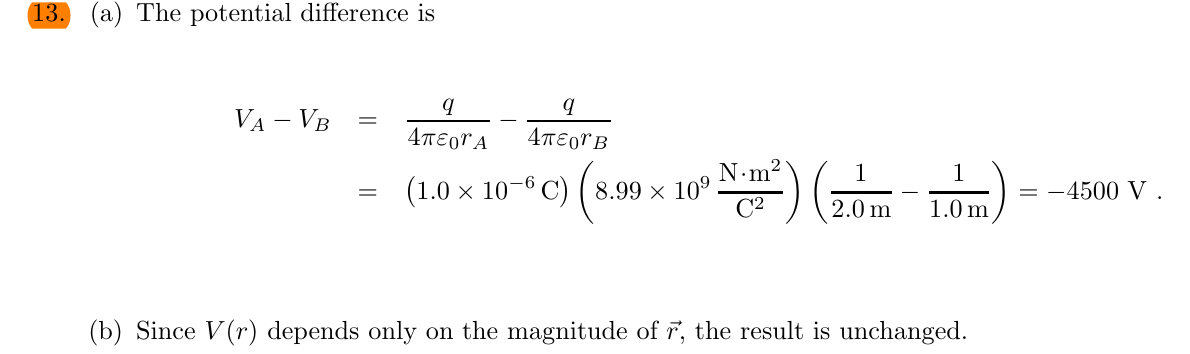 13. (a) The potential difference is
V_A − V_B = q/(4πε₀r_A) − q/(4πε₀r_B)
= (1.0 × 10⁻⁶ C) (8.99 × 10⁹ N·m²/C²) (1/2.0 m − 1/1.0 m) = −4500 V .
(b) Since V(r) depends only on the magnitude of r⃗, the result is unchanged.